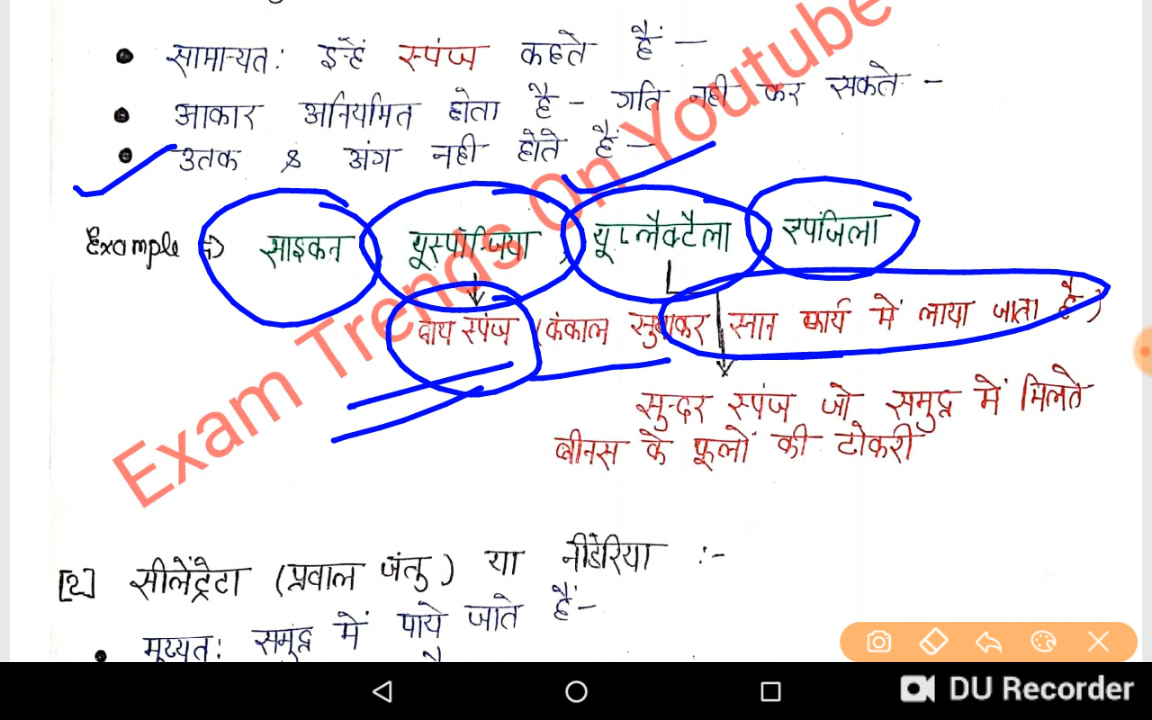 सामान्यत: इन्हें स्पंज कहते हैं —
आकार अनियमित होता है - गति नही कर सकते -
उतक & अंग नही होते हैं -
Example ⇒ साइकन यूस्पोंन्जिया, यूप्लैक्टैला स्पंजिला
बाथ स्पंज (कंकाल सुखाकर स्नान कार्य में लाया जाता है)
सुन्दर स्पंज जो समुद्र में मिलते
बीनस के फूलों की टोकरी
[2] सीलेंट्रेटा (प्रवाल जंतु) या नीडेरिया :-
मुख्यत: समुद्र में पाये जाते हैं -
Exam Trends On Youtube
DU Recorder